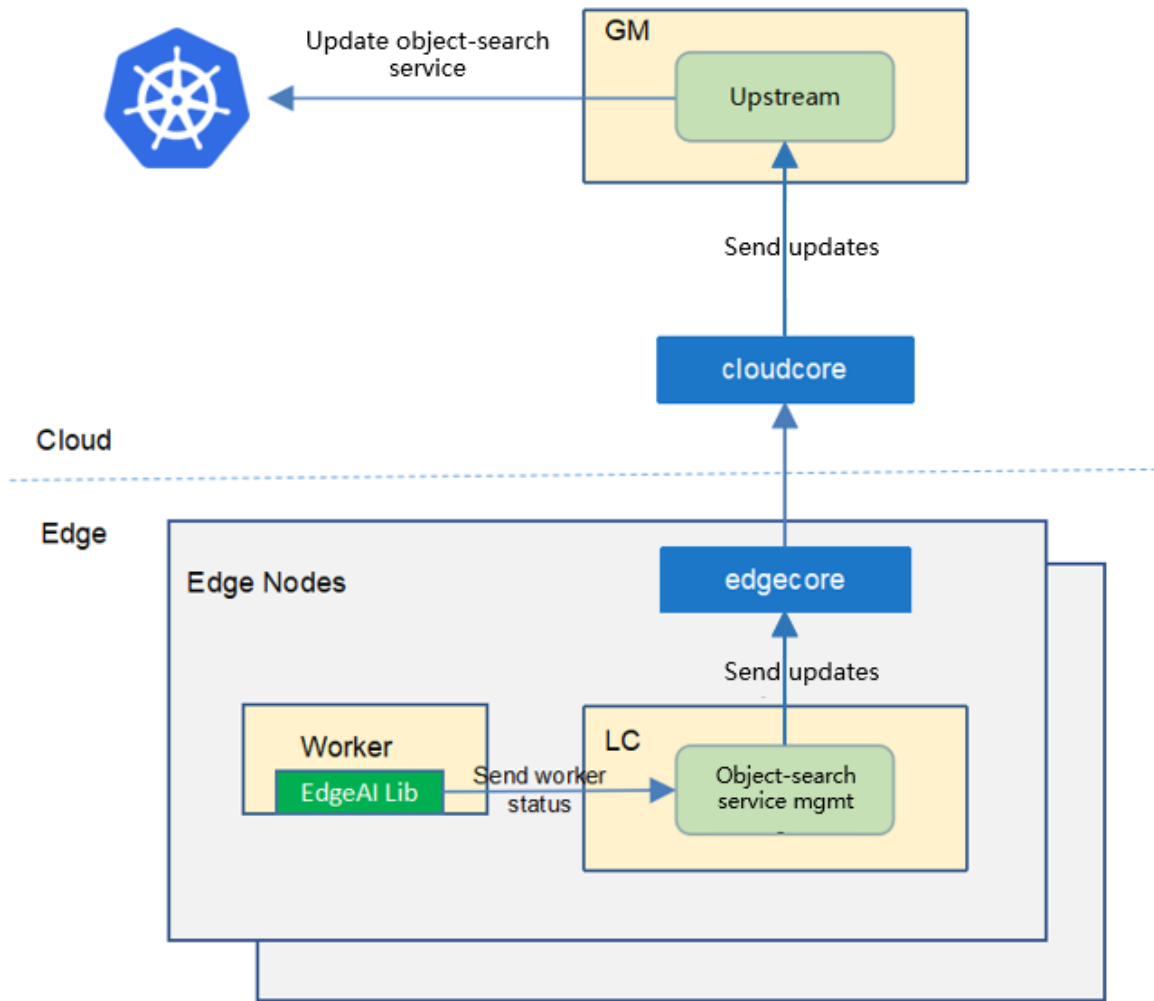 GM
Update object-search
service
Upstream
Send updates
cloudcore
Cloud
Edge
Edge Nodes
edgecore
Send updates
Worker
LC
EdgeAI Lib
Send worker
status
Object-search
service mgmt